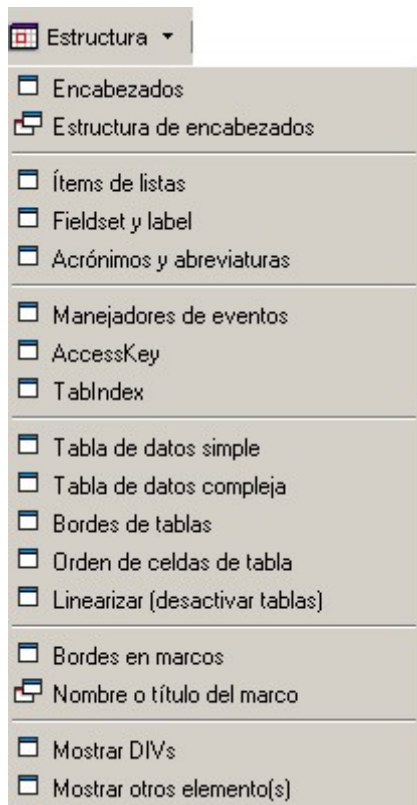 Estructura
Encabezados
Estructura de encabezados
Ítems de listas
Fieldset y label
Acrónimos y abreviaturas
Manejadores de eventos
AccessKey
TabIndex
Tabla de datos simple
Tabla de datos compleja
Bordes de tablas
Orden de celdas de tabla
Linearizar (desactivar tablas)
Bordes en marcos
Nombre o título del marco
Mostrar DIVs
Mostrar otros elemento(s)